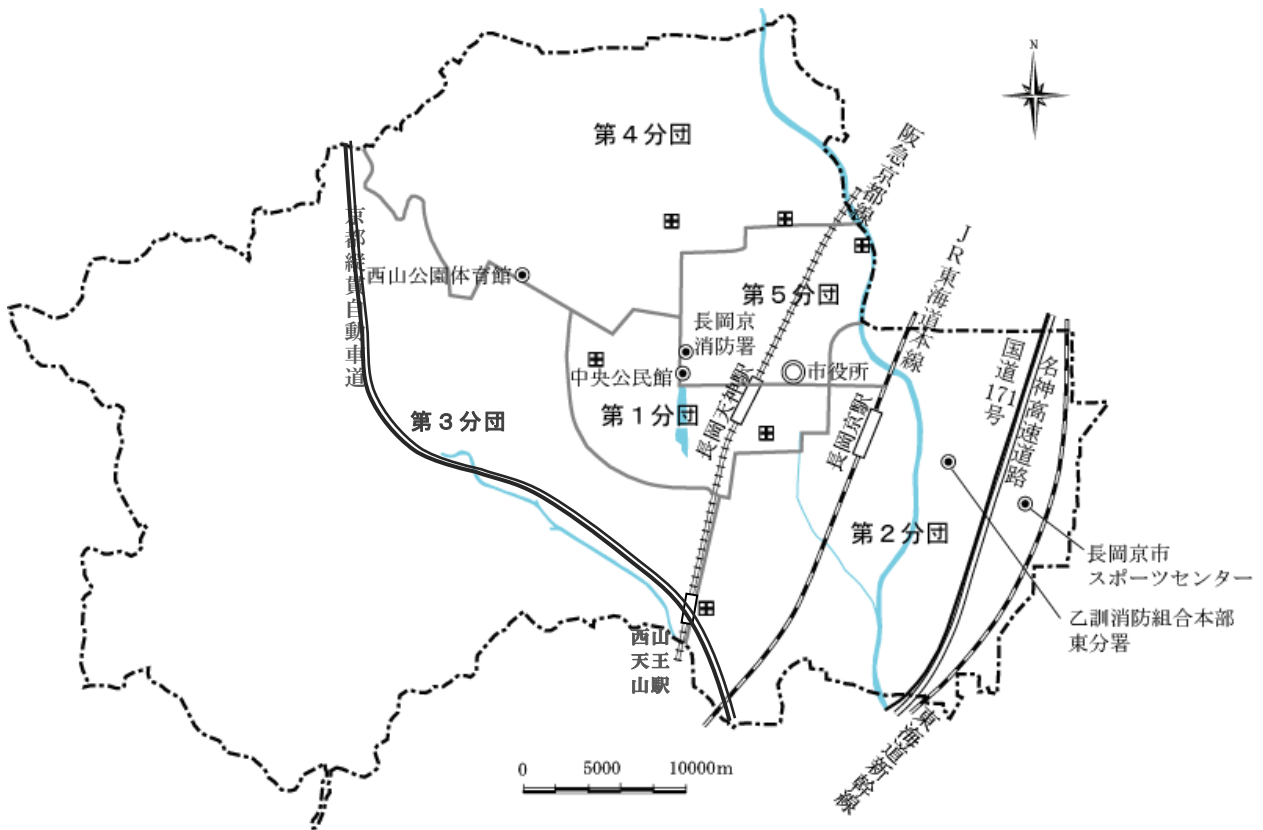 N
第４分団
阪急京都線
京都縦貫自動車道
西山公園体育館
第５分団
JR東海道本線
長岡京
消防署
中央公民館
市役所
国道171号
名神高速道路
長岡天神駅
第１分団
第３分団
長岡京駅
第２分団
長岡京市
スポーツセンター
乙訓消防組合本部
東分署
西山
天王
山駅
東海道新幹線
0 5000 10000m